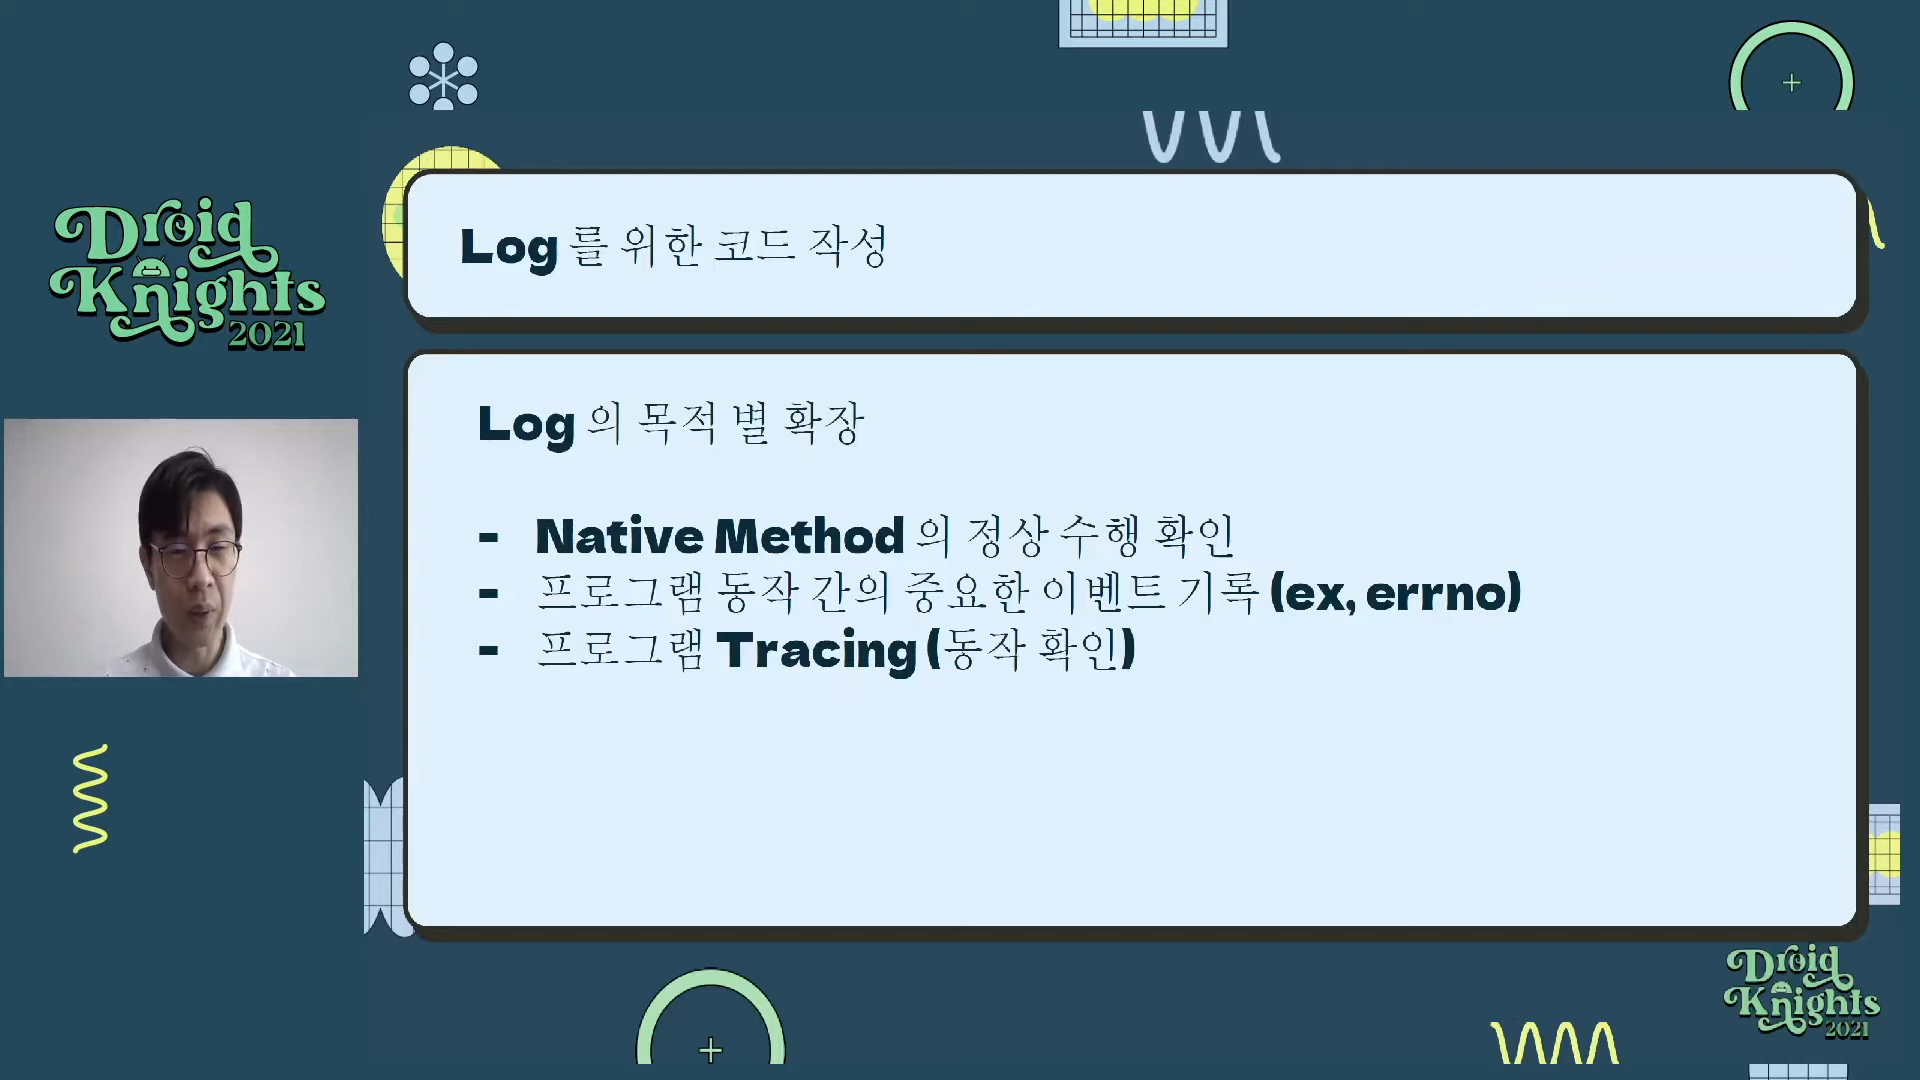 Droid
Knights
2021
Log 를 위한 코드 작성
Log 의 목적 별 확장
- Native Method 의 정상 수행 확인
- 프로그램 동작 간의 중요한 이벤트 기록 (ex, errno)
- 프로그램 Tracing (동작 확인)
Droid
Knights
2021